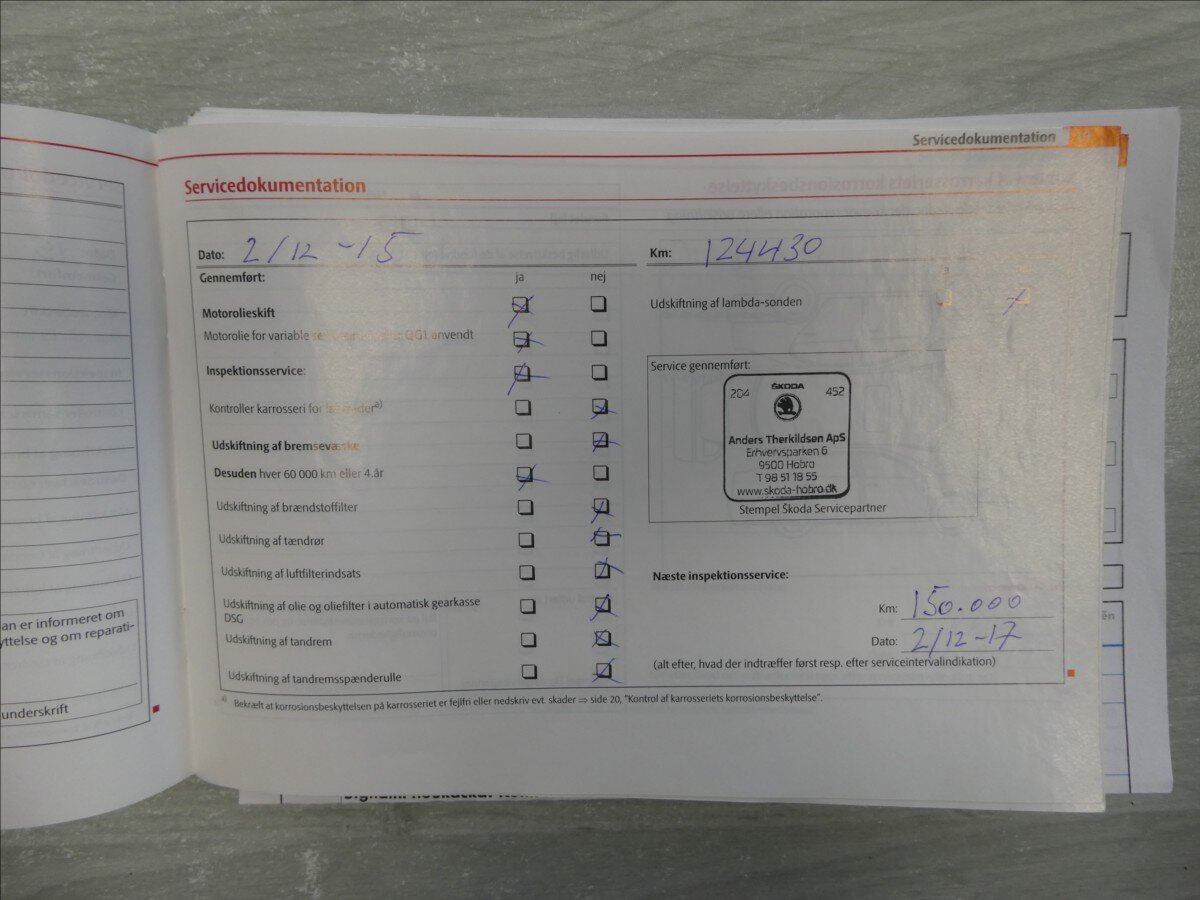 Servicedokumentation 19
Servicedokumentation
Dato: 2/12 -15
Km: 124430
Gennemført: ja nej
Motorolieskift
Motorolie for variable QG1 anvendt
Inspektionsservice:
Kontroller karrosseri for a)
Udskiftning af bremsevæske
Desuden hver 60 000 km eller 4.år
Udskiftning af brændstoffilter
Udskiftning af tændrør
Udskiftning af luftfilterindsats
Udskiftning af olie og oliefilter i automatisk gearkasse
DSG
Udskiftning af tandrem
Udskiftning af tandremsspænderulle
Udskiftning af lambda-sonden
Service gennemført:
ŠKODA
204 452
Anders Therkildsen ApS
Erhvervsparken 6
9500 Hobro
T 98 51 18 55
www.skoda-hobro.dk
Stempel Škoda Servicepartner
Næste inspektionsservice:
Km: 150.000
Dato: 2/12-17
(alt efter, hvad der indtræffer først resp. efter serviceintervalindikation)
a) Bekræft at korrosionsbeskyttelsen på karrosseriet er fejlfri eller nedskriv evt. skader ⇒ side 20, "Kontrol af karrosseriets korrosionsbeskyttelse".
an er informeret om
yttelse og om reparati-
underskrift